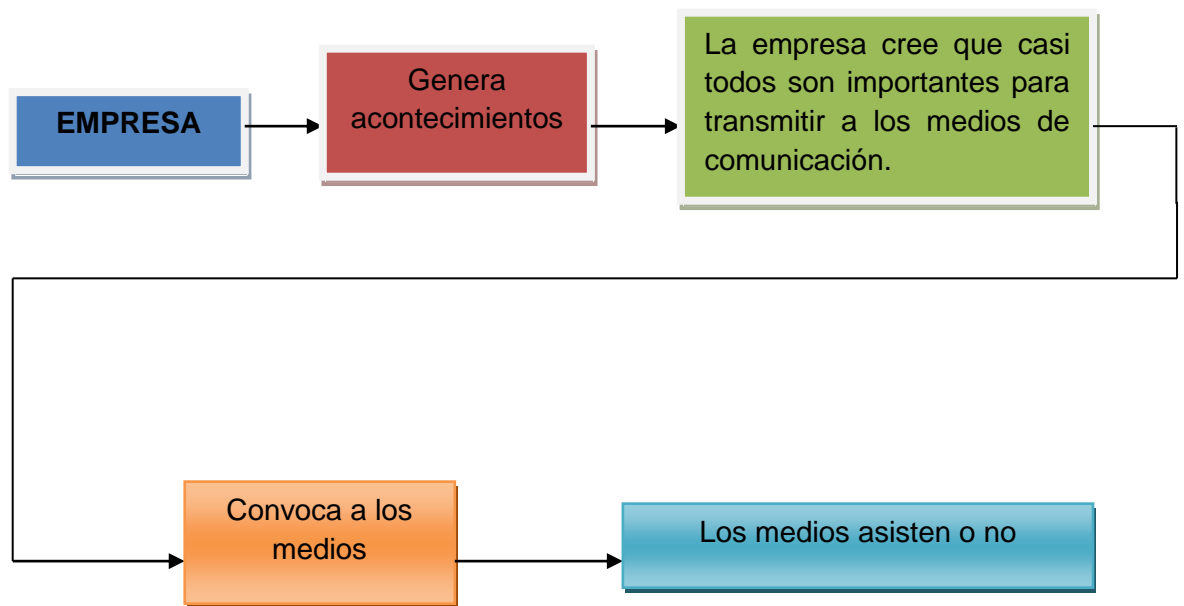 EMPRESA
Genera
acontecimientos
La empresa cree que casi
todos son importantes para
transmitir a los medios de
comunicación.
Convoca a los
medios
Los medios asisten o no